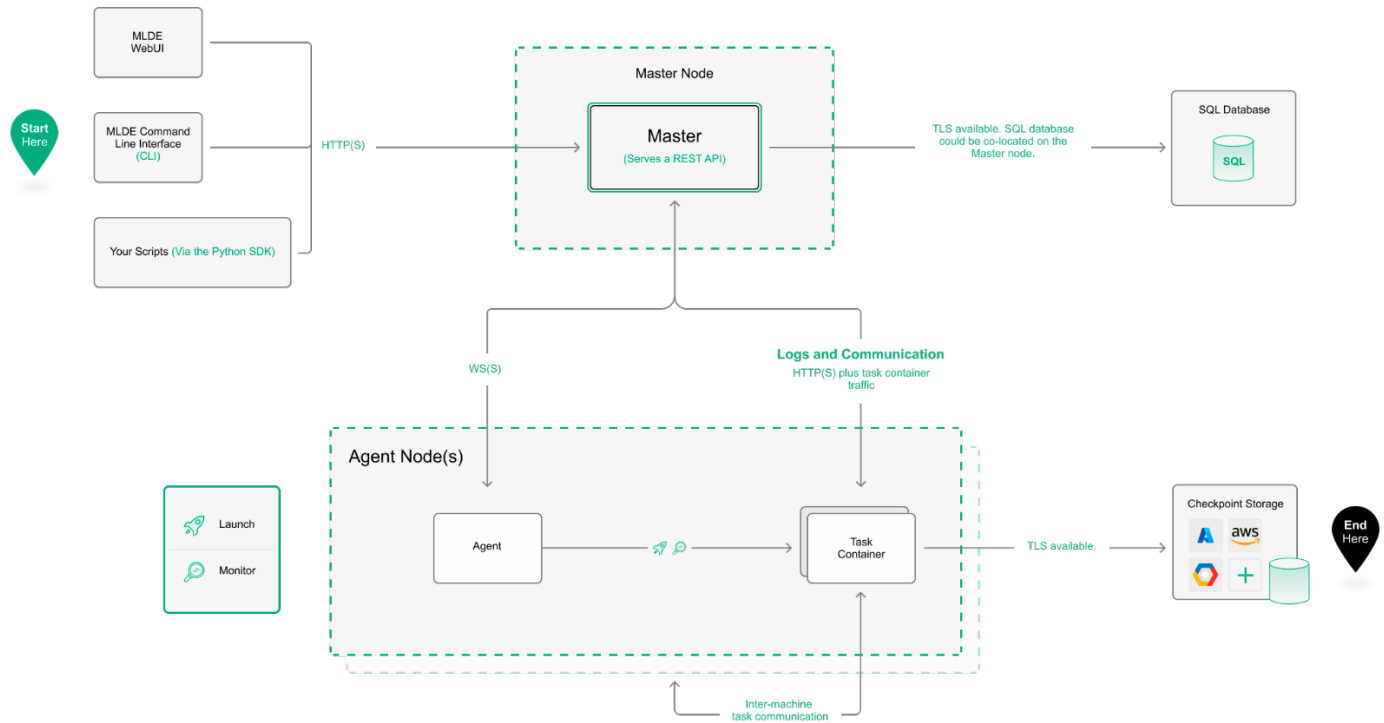 MLDE
WebUI
Master Node
Start
Here
MLDE Command
Line Interface
(CLI)
HTTP(S)
Master
(Serves a REST API)
TLS available. SQL database
could be co-located on the
Master node.
SQL Database
SQL
Your Scripts (Via the Python SDK)
WS(S)
Logs and Communication
HTTP(S) plus task container
traffic
Agent Node(s)
Launch
Monitor
Agent
Task
Container
TLS available.
Checkpoint Storage
aws
End
Here
Inter-machine
task communication